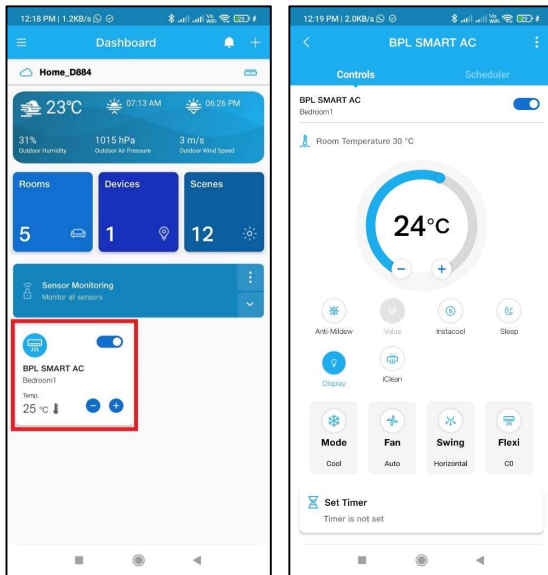 12:18 PM | 1.2KB/s
Dashboard
Home_D884
23°C
07:13 AM
06:26 PM
31%
1015 hPa
3 m/s
Outdoor Humidity
Outdoor Air Pressure
Outdoor Wind Speed
Rooms
Devices
Scenes
5
1
12
Sensor Monitoring
Monitor all sensors
BPL SMART AC
Bedroom1
Temp.
25 °C
12:19 PM | 2.0KB/s
BPL SMART AC
Controls
Scheduler
BPL SMART AC
Bedroom1
Room Temperature 30 °C
24°C
Anti-Mildew
Value
Instacool
Sleep
Display
iClean
Mode
Fan
Swing
Flexi
Cool
Auto
Horizontal
C0
Set Timer
Timer is not set